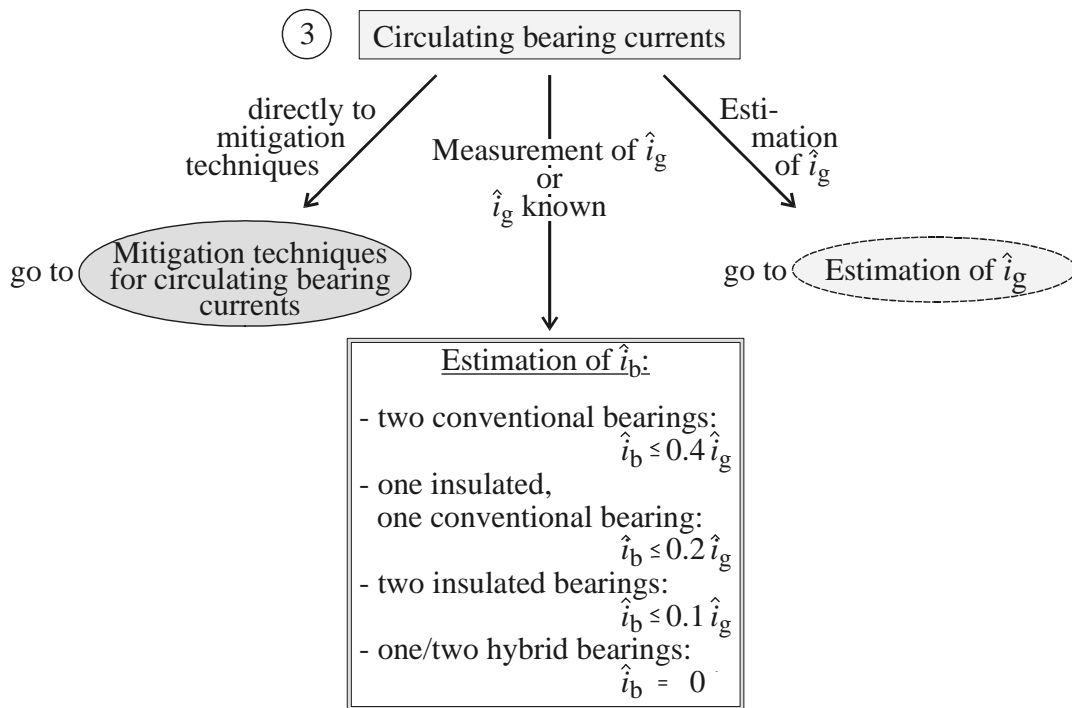 3
Circulating bearing currents
directly to
mitigation
techniques
Measurement of î_g
or
î_g known
Esti-
mation
of î_g
go to
Mitigation techniques
for circulating bearing
currents
go to
Estimation of î_g
Estimation of î_b:
- two conventional bearings:
î_b ≤ 0.4 î_g
- one insulated,
one conventional bearing:
î_b ≤ 0.2 î_g
- two insulated bearings:
î_b ≤ 0.1 î_g
- one/two hybrid bearings:
î_b = 0